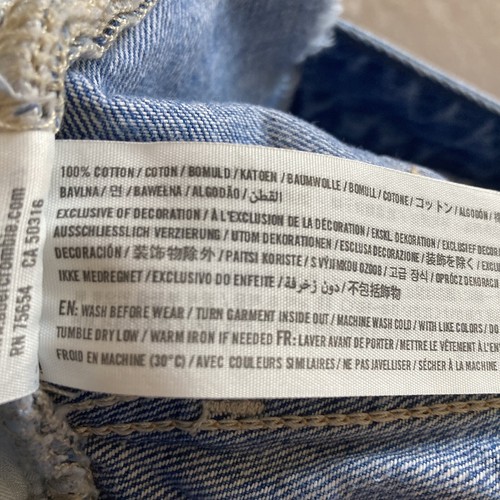 100% COTTON / COTON / BOMULD / KATOEN / BAUMWOLLE / BOMULL / COTONE / コットン / ALGODÓN /
BAVLNA / 면 / BAWEŁNA / ALGODÃO / القطن
EXCLUSIVE OF DECORATION / À L'EXCLUSION DE LA DÉCORATION / EKSKL. DEKORATION / EXCLUSIEF DECOR
AUSSCHLIESSLICH VERZIERUNG / UTOM DEKORATIONEN / ESCLUSA DECORAZIONE / 装飾を除く /
DECORACIÓN / 装饰物除外 / PAITSI KORISTE / S VÝJIMKOU OZDOB / 고급 장식 / OPRÓCZ DEKORACJI
IKKE MEDREGNET / EXCLUSIVO DO ENFEITE / دون زخرفة / 不包括飾物
EN: WASH BEFORE WEAR / TURN GARMENT INSIDE OUT / MACHINE WASH COLD / WITH LIKE COLORS / DO
TUMBLE DRY LOW / WARM IRON IF NEEDED FR: LAVER AVANT DE PORTER / METTRE LE VÊTEMENT À L'EN
FROID EN MACHINE (30°C) / AVEC COULEURS SIMILAIRES / NE PAS JAVELLISER / SÉCHER À LA MACHINE
abercrombie.com
RN 75654 CA 50316